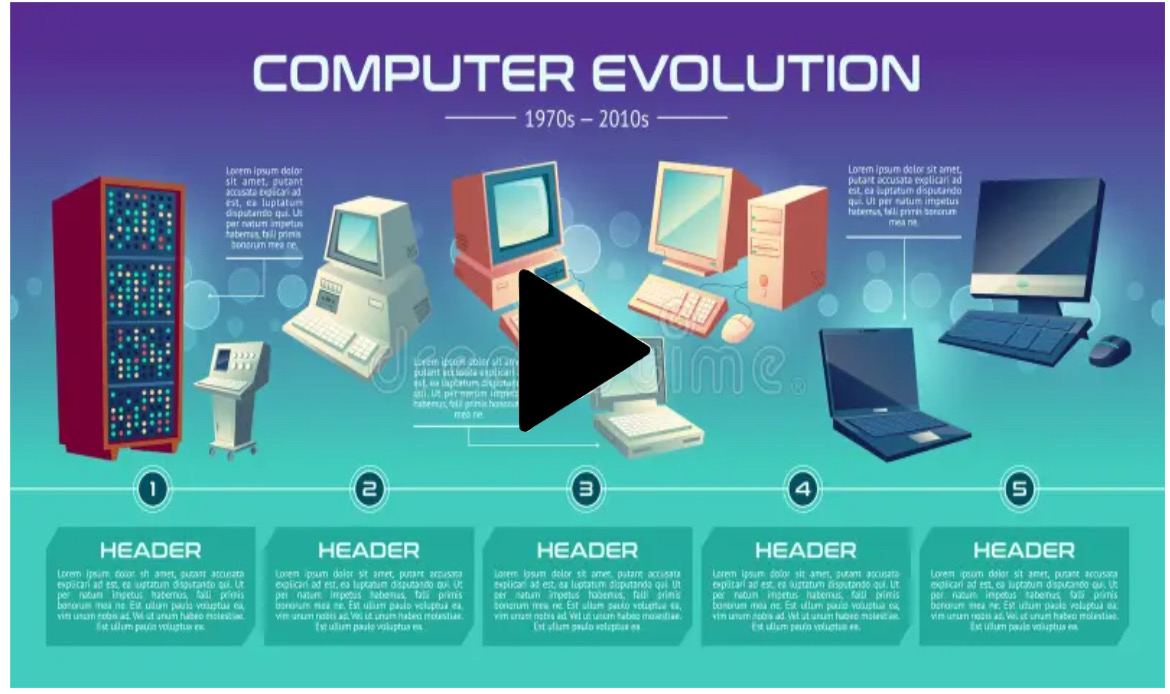 COMPUTER EVOLUTION
1970s – 2010s
Lorem ipsum dolor
sit amet, putant
accusata explicari ad
est, ea luptatum
disputando qui. Ut
per natum impetus
habemus, falli primis
bonorum mea ne.
Lorem ipsum dolor sit amet,
putant accusata explicari ad
est, ea luptatum disputando
qui. Ut per natum impetus
habemus, falli primis bonorum
mea ne.
Lorem ipsum dolor sit
putant accusata explicari
est, ea luptatum
qui. Ut per natum
habemus, falli primis
mea ne.
1
2
3
4
5
HEADER
Lorem ipsum dolor sit amet, putant accusata
explicari ad est, ea luptatum disputando qui. Ut
per natum impetus habemus, falli primis
bonorum mea ne. Est ullum paulo voluptua ea,
vim unum nobis ad. Vel ut unum habeo molestiae.
Est ullum paulo voluptua ea.
HEADER
Lorem ipsum dolor sit amet, putant accusata
explicari ad est, ea luptatum disputando qui. Ut
per natum impetus habemus, falli primis
bonorum mea ne. Est ullum paulo voluptua ea,
vim unum nobis ad. Vel ut unum habeo molestiae.
Est ullum paulo voluptua ea.
HEADER
Lorem ipsum dolor sit amet, putant accusata
explicari ad est, ea luptatum disputando qui. Ut
per natum impetus habemus, falli primis
bonorum mea ne. Est ullum paulo voluptua ea,
vim unum nobis ad. Vel ut unum habeo molestiae.
Est ullum paulo voluptua ea.
HEADER
Lorem ipsum dolor sit amet, putant accusata
explicari ad est, ea luptatum disputando qui. Ut
per natum impetus habemus, falli primis
bonorum mea ne. Est ullum paulo voluptua ea,
vim unum nobis ad. Vel ut unum habeo molestiae.
Est ullum paulo voluptua ea.
HEADER
Lorem ipsum dolor sit amet, putant accusata
explicari ad est, ea luptatum disputando qui. Ut
per natum impetus habemus, falli primis
bonorum mea ne. Est ullum paulo voluptua ea,
vim unum nobis ad. Vel ut unum habeo molestiae.
Est ullum paulo voluptua ea.